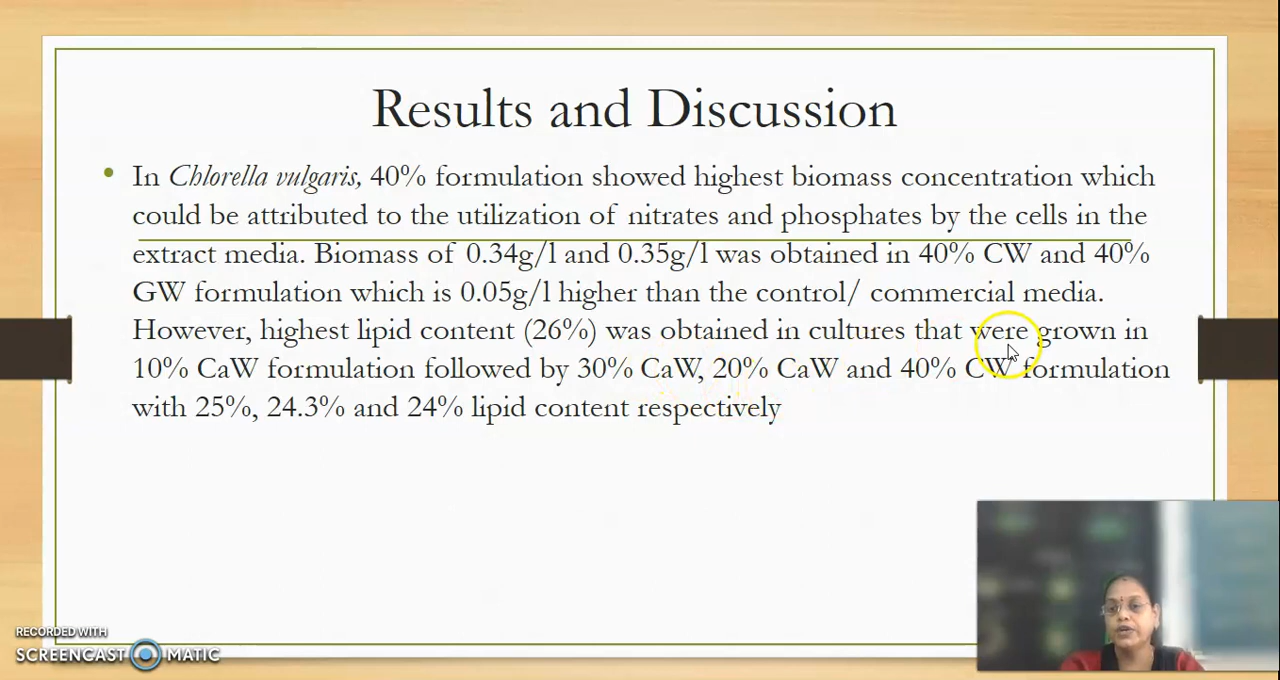 Results and Discussion
• In Chlorella vulgaris, 40% formulation showed highest biomass concentration which
could be attributed to the utilization of nitrates and phosphates by the cells in the
extract media. Biomass of 0.34g/l and 0.35g/l was obtained in 40% CW and 40%
GW formulation which is 0.05g/l higher than the control/ commercial media.
However, highest lipid content (26%) was obtained in cultures that were grown in
10% CaW formulation followed by 30% CaW, 20% CaW and 40% CW formulation
with 25%, 24.3% and 24% lipid content respectively
RECORDED WITH
SCREENCAST MATIC